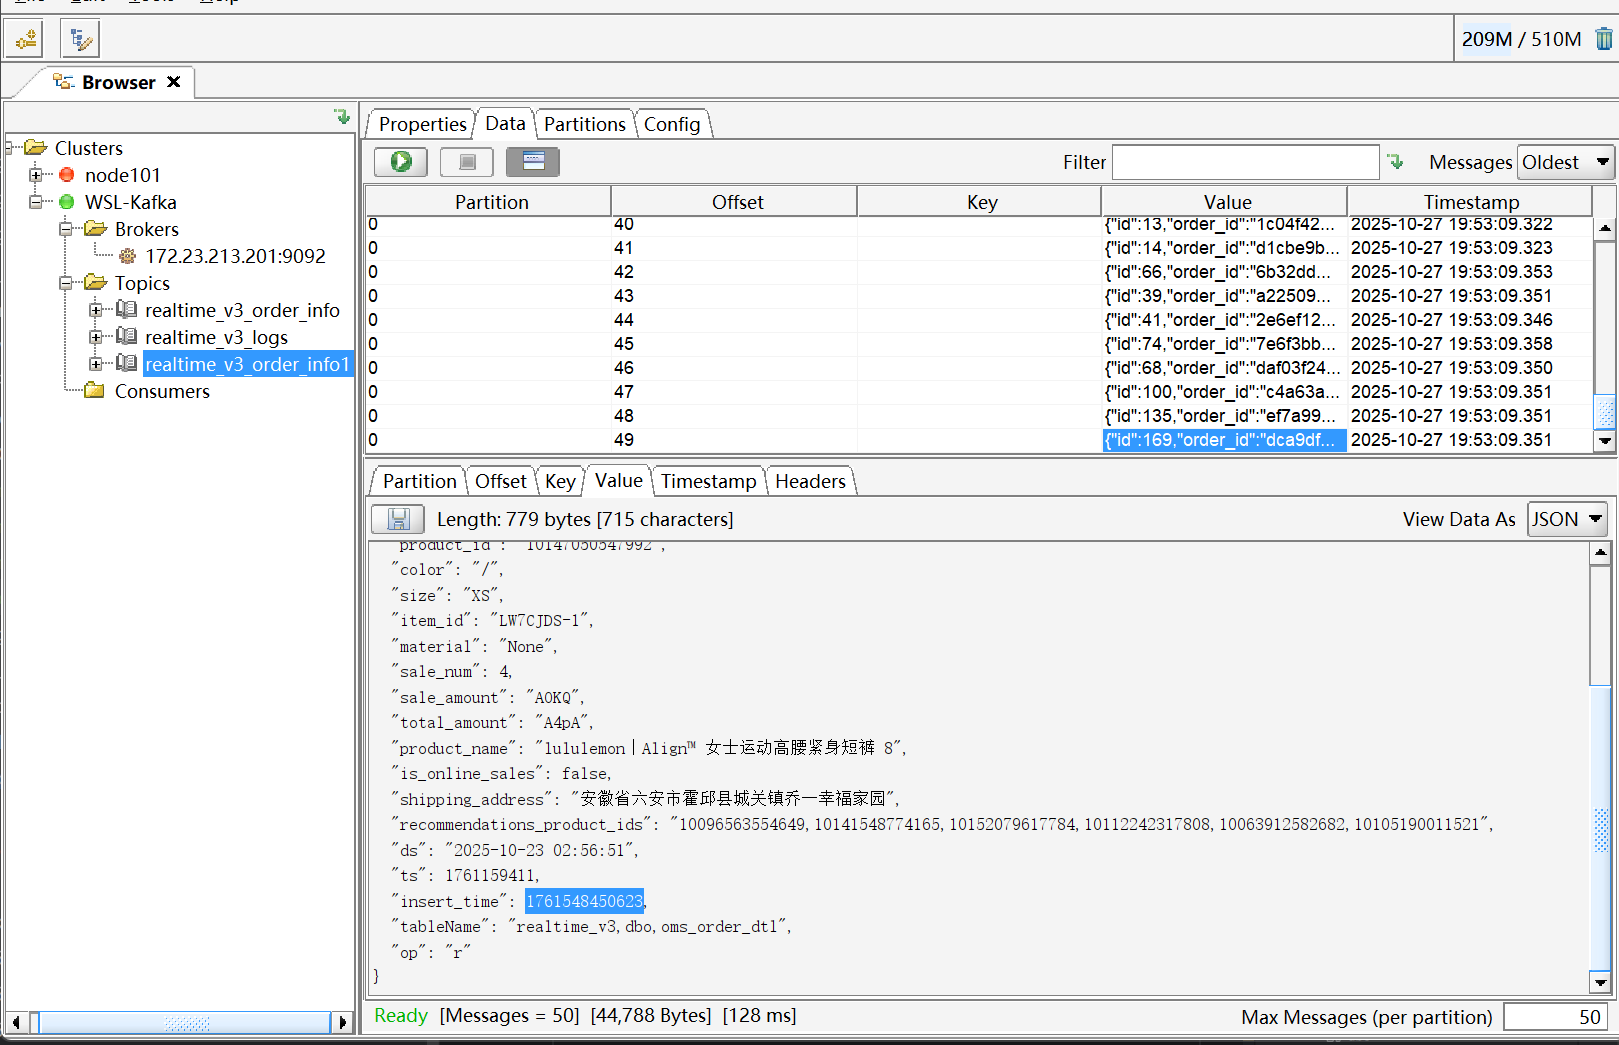 209M / 510M
Browser
Clusters
node101
WSL-Kafka
Brokers
172.23.213.201:9092
Topics
realtime_v3_order_info
realtime_v3_logs
realtime_v3_order_info1
Consumers
Properties Data Partitions Config
Filter Messages Oldest
Partition Offset Key Value Timestamp
0 40 {"id":13,"order_id":"1c04f42... 2025-10-27 19:53:09.322
0 41 {"id":14,"order_id":"d1cbe9b... 2025-10-27 19:53:09.323
0 42 {"id":66,"order_id":"6b32dd... 2025-10-27 19:53:09.353
0 43 {"id":39,"order_id":"a22509... 2025-10-27 19:53:09.351
0 44 {"id":41,"order_id":"2e6ef12... 2025-10-27 19:53:09.346
0 45 {"id":74,"order_id":"7e6f3bb... 2025-10-27 19:53:09.358
0 46 {"id":68,"order_id":"daf03f24... 2025-10-27 19:53:09.350
0 47 {"id":100,"order_id":"c4a63a... 2025-10-27 19:53:09.351
0 48 {"id":135,"order_id":"ef7a99... 2025-10-27 19:53:09.351
0 49 {"id":169,"order_id":"dca9df... 2025-10-27 19:53:09.351
Partition Offset Key Value Timestamp Headers
Length: 779 bytes [715 characters]
View Data As JSON
"product_id": "10147050547992",
"color": "/",
"size": "XS",
"item_id": "LW7CJDS-1",
"material": "None",
"sale_num": 4,
"sale_amount": "A0KQ",
"total_amount": "A4pA",
"product_name": "lululemon丨Align™ 女士运动高腰紧身短裤 8",
"is_online_sales": false,
"shipping_address": "安徽省六安市霍邱县城关镇乔一幸福家园",
"recommendations_product_ids": "10096563554649,10141548774165,10152079617784,10112242317808,10063912582682,10105190011521",
"ds": "2025-10-23 02:56:51",
"ts": 1761159411,
"insert_time": 1761548450623,
"tableName": "realtime_v3,dbo,oms_order_dtl",
"op": "r"
}
Ready [Messages = 50] [44,788 Bytes] [128 ms]
Max Messages (per partition) 50